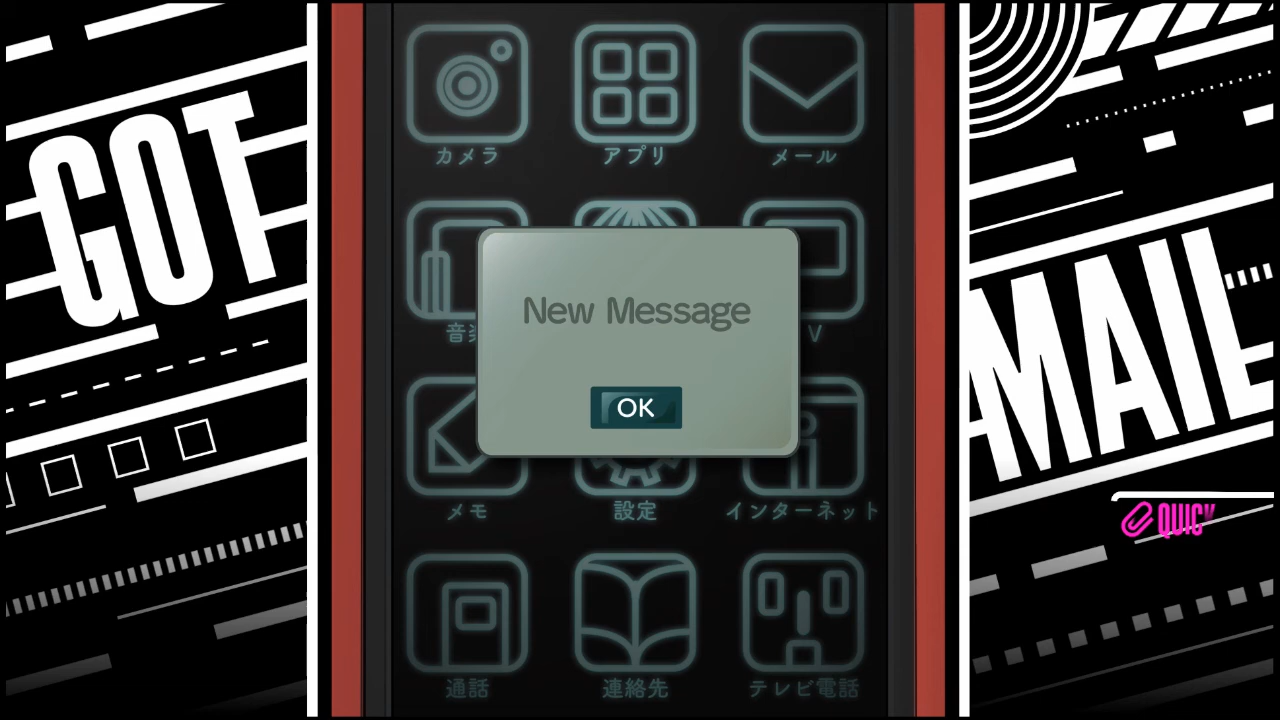 GOT
カメラ
アプリ
メール
New Message
V
メモ
OK
設定
インターネット
MAIL
通話
連絡先
テレビ電話